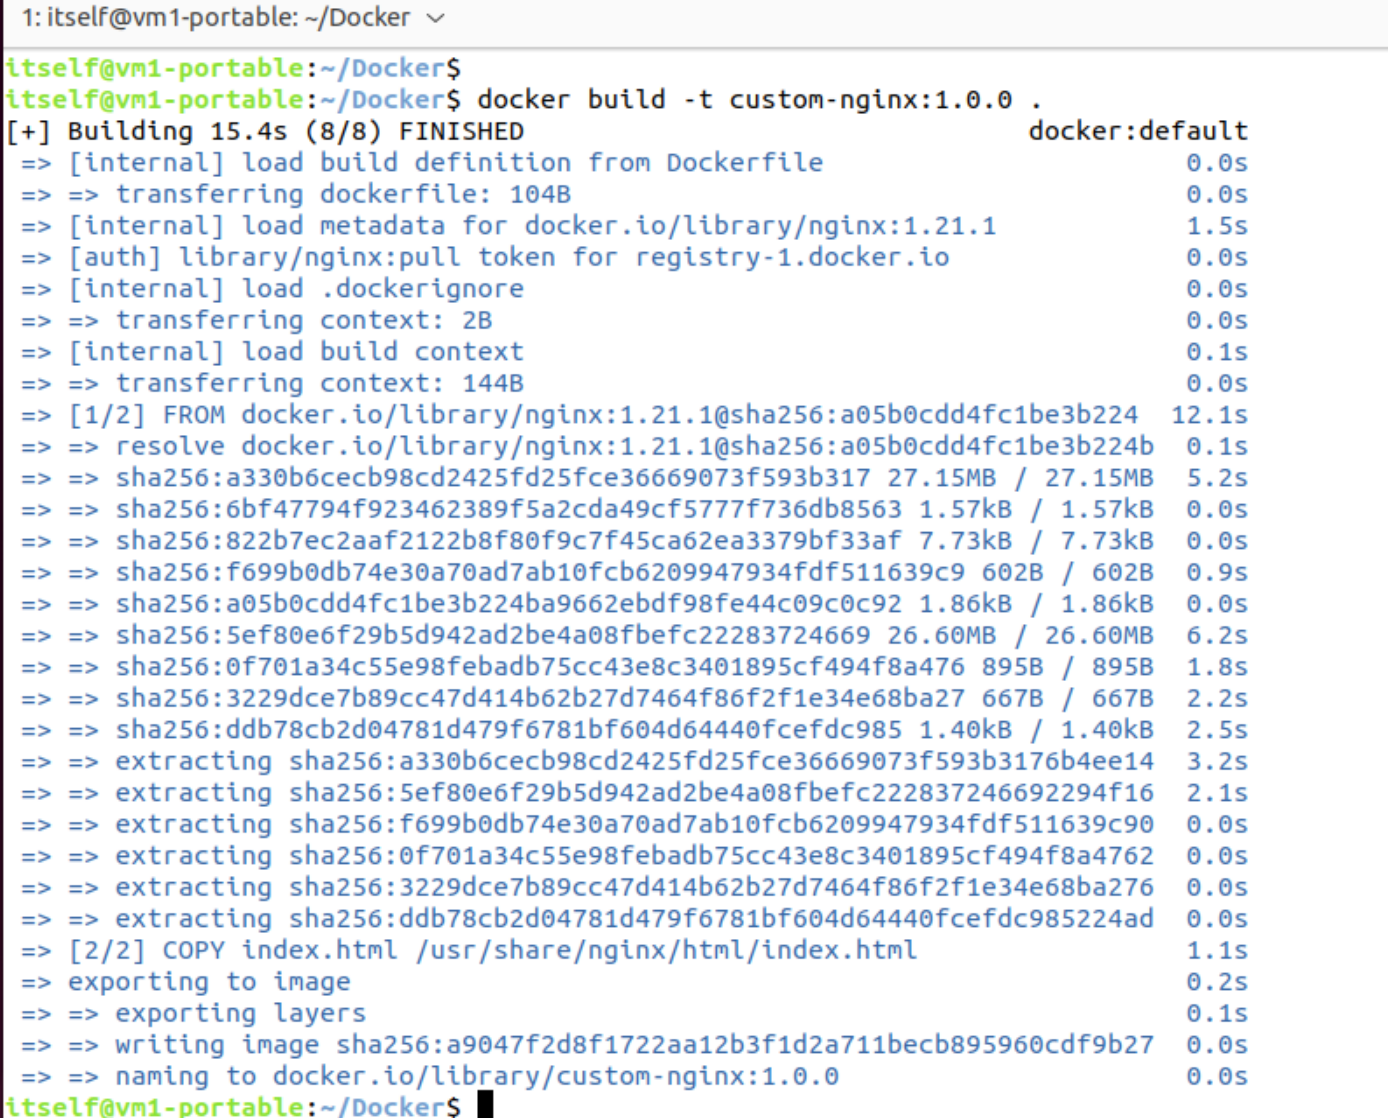 1: itself@vm1-portable: ~/Docker
itself@vm1-portable:~/Docker$
itself@vm1-portable:~/Docker$ docker build -t custom-nginx:1.0.0 .
[+] Building 15.4s (8/8) FINISHED docker:default
=> [internal] load build definition from Dockerfile 0.0s
=> => transferring dockerfile: 104B 0.0s
=> [internal] load metadata for docker.io/library/nginx:1.21.1 1.5s
=> [auth] library/nginx:pull token for registry-1.docker.io 0.0s
=> [internal] load .dockerignore 0.0s
=> => transferring context: 2B 0.0s
=> [internal] load build context 0.1s
=> => transferring context: 144B 0.0s
=> [1/2] FROM docker.io/library/nginx:1.21.1@sha256:a05b0cdd4fc1be3b224 12.1s
=> => resolve docker.io/library/nginx:1.21.1@sha256:a05b0cdd4fc1be3b224b 0.1s
=> => sha256:a330b6cecb98cd2425fd25fce36669073f593b317 27.15MB / 27.15MB 5.2s
=> => sha256:6bf47794f923462389f5a2cda49cf5777f736db8563 1.57kB / 1.57kB 0.0s
=> => sha256:822b7ec2aaf2122b8f80f9c7f45ca62ea3379bf33af 7.73kB / 7.73kB 0.0s
=> => sha256:f699b0db74e30a70ad7ab10fcb6209947934fdf511639c9 602B / 602B 0.9s
=> => sha256:a05b0cdd4fc1be3b224ba9662ebdf98fe44c09c0c92 1.86kB / 1.86kB 0.0s
=> => sha256:5ef80e6f29b5d942ad2be4a08fbefc22283724669 26.60MB / 26.60MB 6.2s
=> => sha256:0f701a34c55e98febadb75cc43e8c3401895cf494f8a476 895B / 895B 1.8s
=> => sha256:3229dce7b89cc47d414b62b27d7464f86f2f1e34e68ba27 667B / 667B 2.2s
=> => sha256:ddb78cb2d04781d479f6781bf604d64440fcefdc985 1.40kB / 1.40kB 2.5s
=> => extracting sha256:a330b6cecb98cd2425fd25fce36669073f593b3176b4ee14 3.2s
=> => extracting sha256:5ef80e6f29b5d942ad2be4a08fbefc222837246692294f16 2.1s
=> => extracting sha256:f699b0db74e30a70ad7ab10fcb6209947934fdf511639c90 0.0s
=> => extracting sha256:0f701a34c55e98febadb75cc43e8c3401895cf494f8a4762 0.0s
=> => extracting sha256:3229dce7b89cc47d414b62b27d7464f86f2f1e34e68ba276 0.0s
=> => extracting sha256:ddb78cb2d04781d479f6781bf604d64440fcefdc985224ad 0.0s
=> [2/2] COPY index.html /usr/share/nginx/html/index.html 1.1s
=> exporting to image 0.2s
=> => exporting layers 0.1s
=> => writing image sha256:a9047f2d8f1722aa12b3f1d2a711becb895960cdf9b27 0.0s
=> => naming to docker.io/library/custom-nginx:1.0.0 0.0s
itself@vm1-portable:~/Docker$